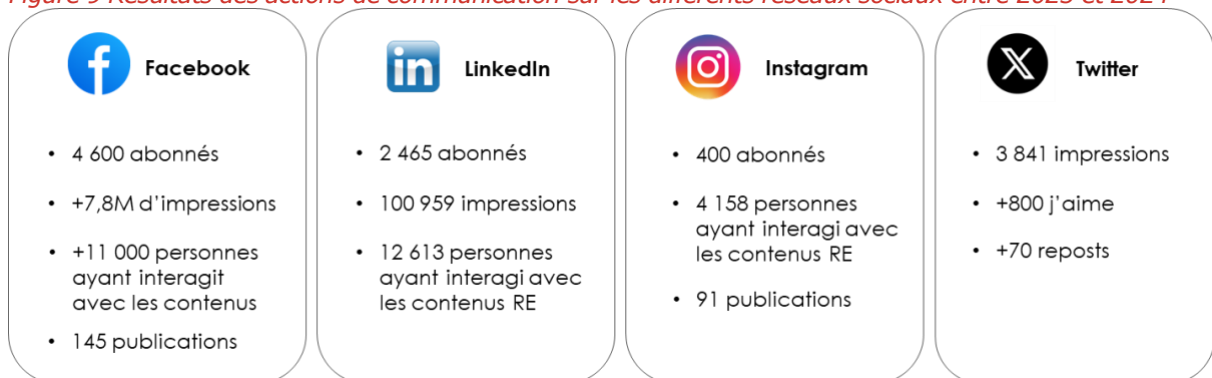 Figure 9 Résultats des actions de communication sur les différents réseaux sociaux entre 2023 et 2024
Facebook
• 4 600 abonnés
• +7,8M d'impressions
• +11 000 personnes
ayant interagit
avec les contenus
• 145 publications
in
LinkedIn
• 2 465 abonnés
• 100 959 impressions
• 12 613 personnes
ayant interagi avec
les contenus RE
Instagram
• 400 abonnés
• 4 158 personnes
ayant interagi avec
les contenus RE
• 91 publications
Twitter
• 3 841 impressions
• +800 j'aime
• +70 reposts